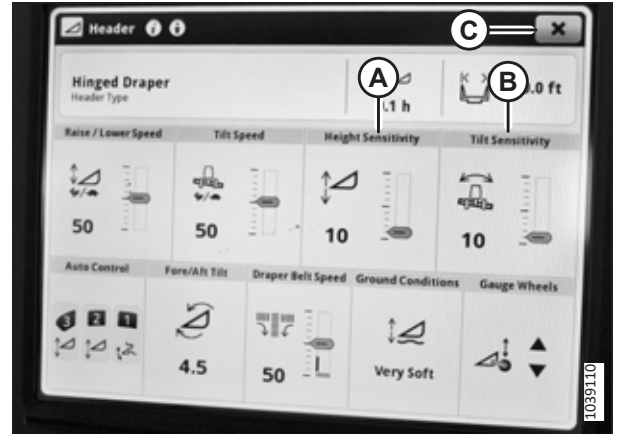 Header
C
Hinged Draper
Header Type
A
.1 h
B
.0 ft
Raise / Lower Speed
50
Tilt Speed
50
Height Sensitivity
10
Tilt Sensitivity
10
Auto Control
3 2 1
Fore/Aft Tilt
4.5
Draper Belt Speed
50
Ground Conditions
Very Soft
Gauge Wheels
1039110